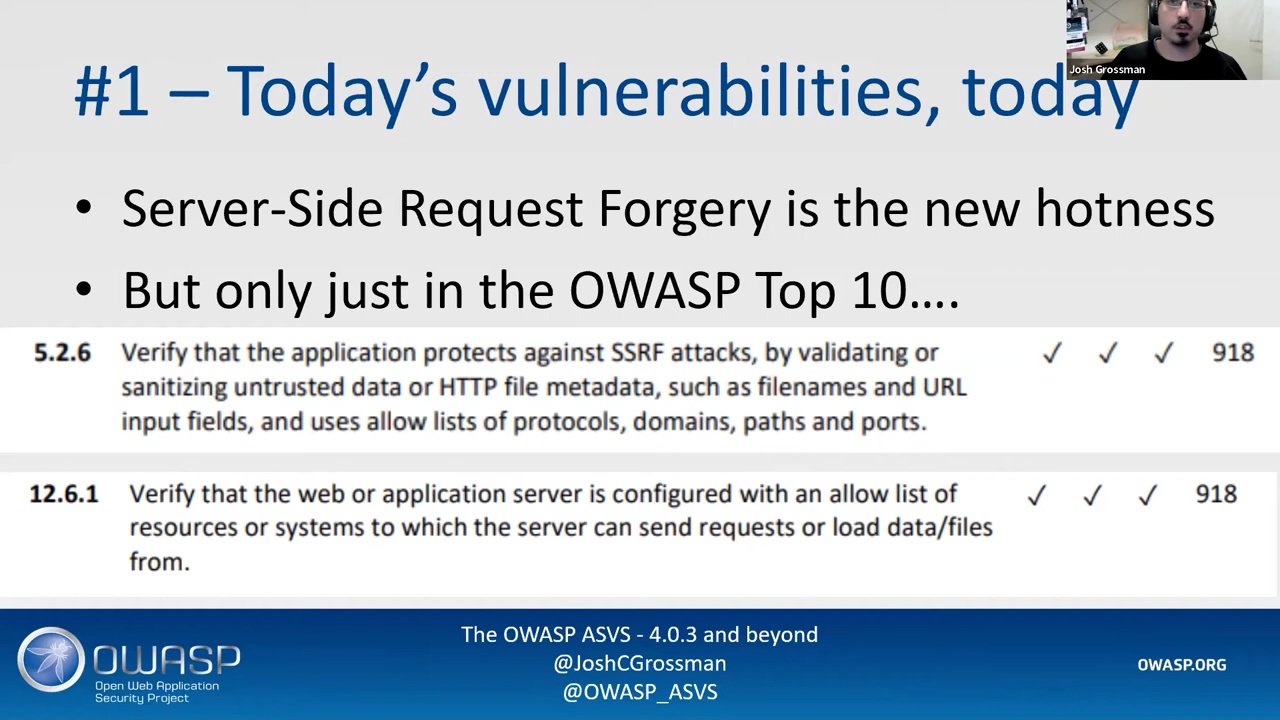 Josh Grossman
#1 – Today's vulnerabilities, today
• Server-Side Request Forgery is the new hotness
• But only just in the OWASP Top 10....
5.2.6 Verify that the application protects against SSRF attacks, by validating or ✓ ✓ ✓ 918
sanitizing untrusted data or HTTP file metadata, such as filenames and URL
input fields, and uses allow lists of protocols, domains, paths and ports.
12.6.1 Verify that the web or application server is configured with an allow list of ✓ ✓ ✓ 918
resources or systems to which the server can send requests or load data/files
from.
The OWASP ASVS - 4.0.3 and beyond
@JoshCGrossman
@OWASP_ASVS
OWASP
Open Web Application
Security Project
OWASP.ORG